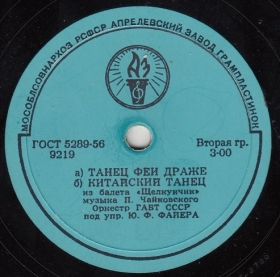 МОСОБЛСОВНАРХОЗ РСФСР АПРЕЛЕВСКИЙ ЗАВОД ГРАМПЛАСТИНОК
АЗ
ГОСТ 5289-56
9219
Вторая гр.
3-00
а) ТАНЕЦ ФЕИ ДРАЖЕ
б) КИТАЙСКИЙ ТАНЕЦ
из балета «Щелкунчик»
музыка П. Чайковского
Оркестр ГАБТ СССР
под упр. Ю. Ф. ФАЙЕРА